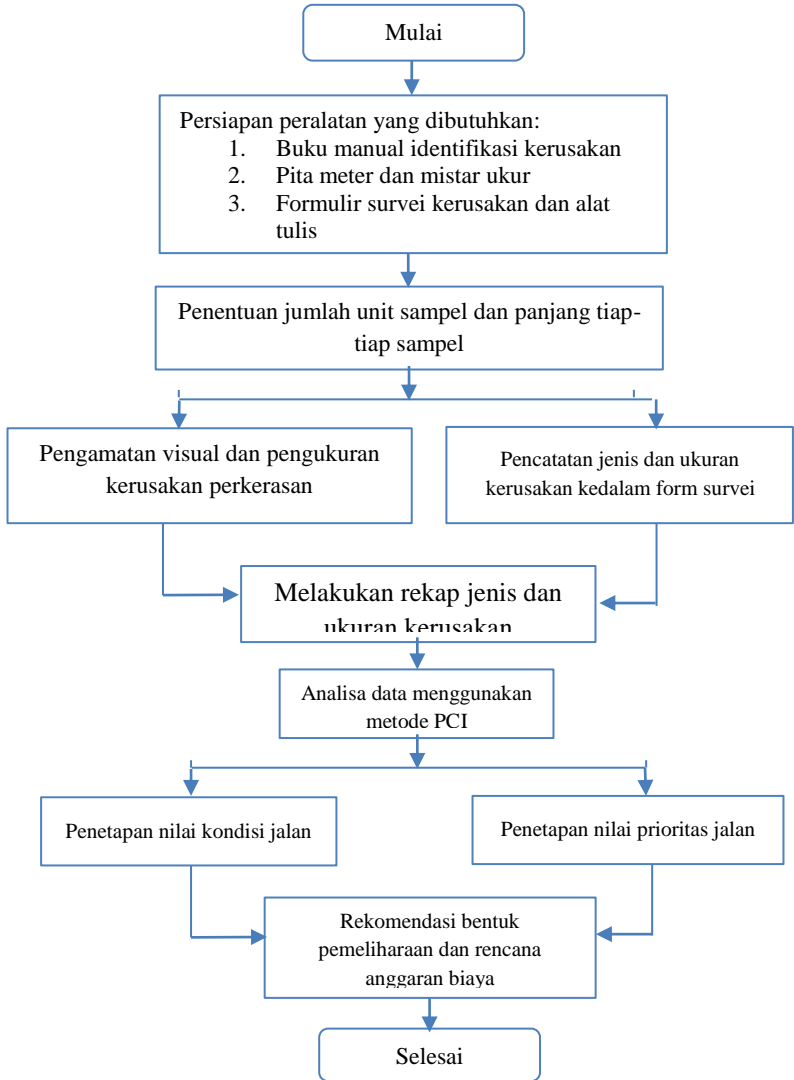 Mulai
Persiapan peralatan yang dibutuhkan:
1. Buku manual identifikasi kerusakan
2. Pita meter dan mistar ukur
3. Formulir survei kerusakan dan alat
tulis
Penentuan jumlah unit sampel dan panjang tiap-
tiap sampel
Pengamatan visual dan pengukuran
kerusakan perkerasan
Pencatatan jenis dan ukuran
kerusakan kedalam form survei
Melakukan rekap jenis dan
ukuran kerusakan
Analisa data menggunakan
metode PCI
Penetapan nilai kondisi jalan
Penetapan nilai prioritas jalan
Rekomendasi bentuk
pemeliharaan dan rencana
anggaran biaya
Selesai